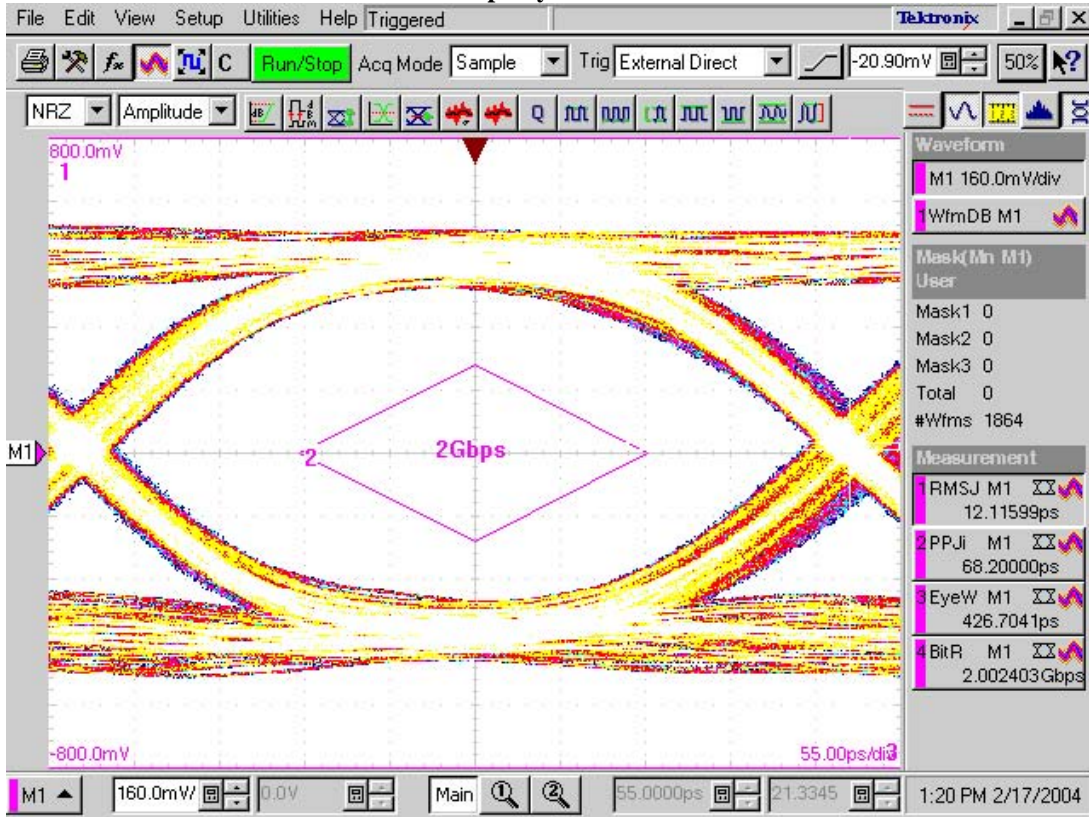 File Edit View Setup Utilities Help Triggered Tektronix
C Run/Stop Acq Mode Sample Trig External Direct -20.90mV 50%
NRZ Amplitude Q
800.0mV
1
M1
2
2Gbps
-800.0mV
55.00ps/di
3
Waveform
M1 160.0mV/div
1 WfmDB M1
Mask(Mn M1)
User
Mask1 0
Mask2 0
Mask3 0
Total 0
#Wfms 1864
Measurement
1 RMSJ M1
12.11599ps
2 PPJi M1
68.20000ps
3 EyeW M1
426.7041ps
4 BitR M1
2.002403Gbps
M1 160.0mV/ 0.0V Main 1 2 55.0000ps 21.3345 1:20 PM 2/17/2004